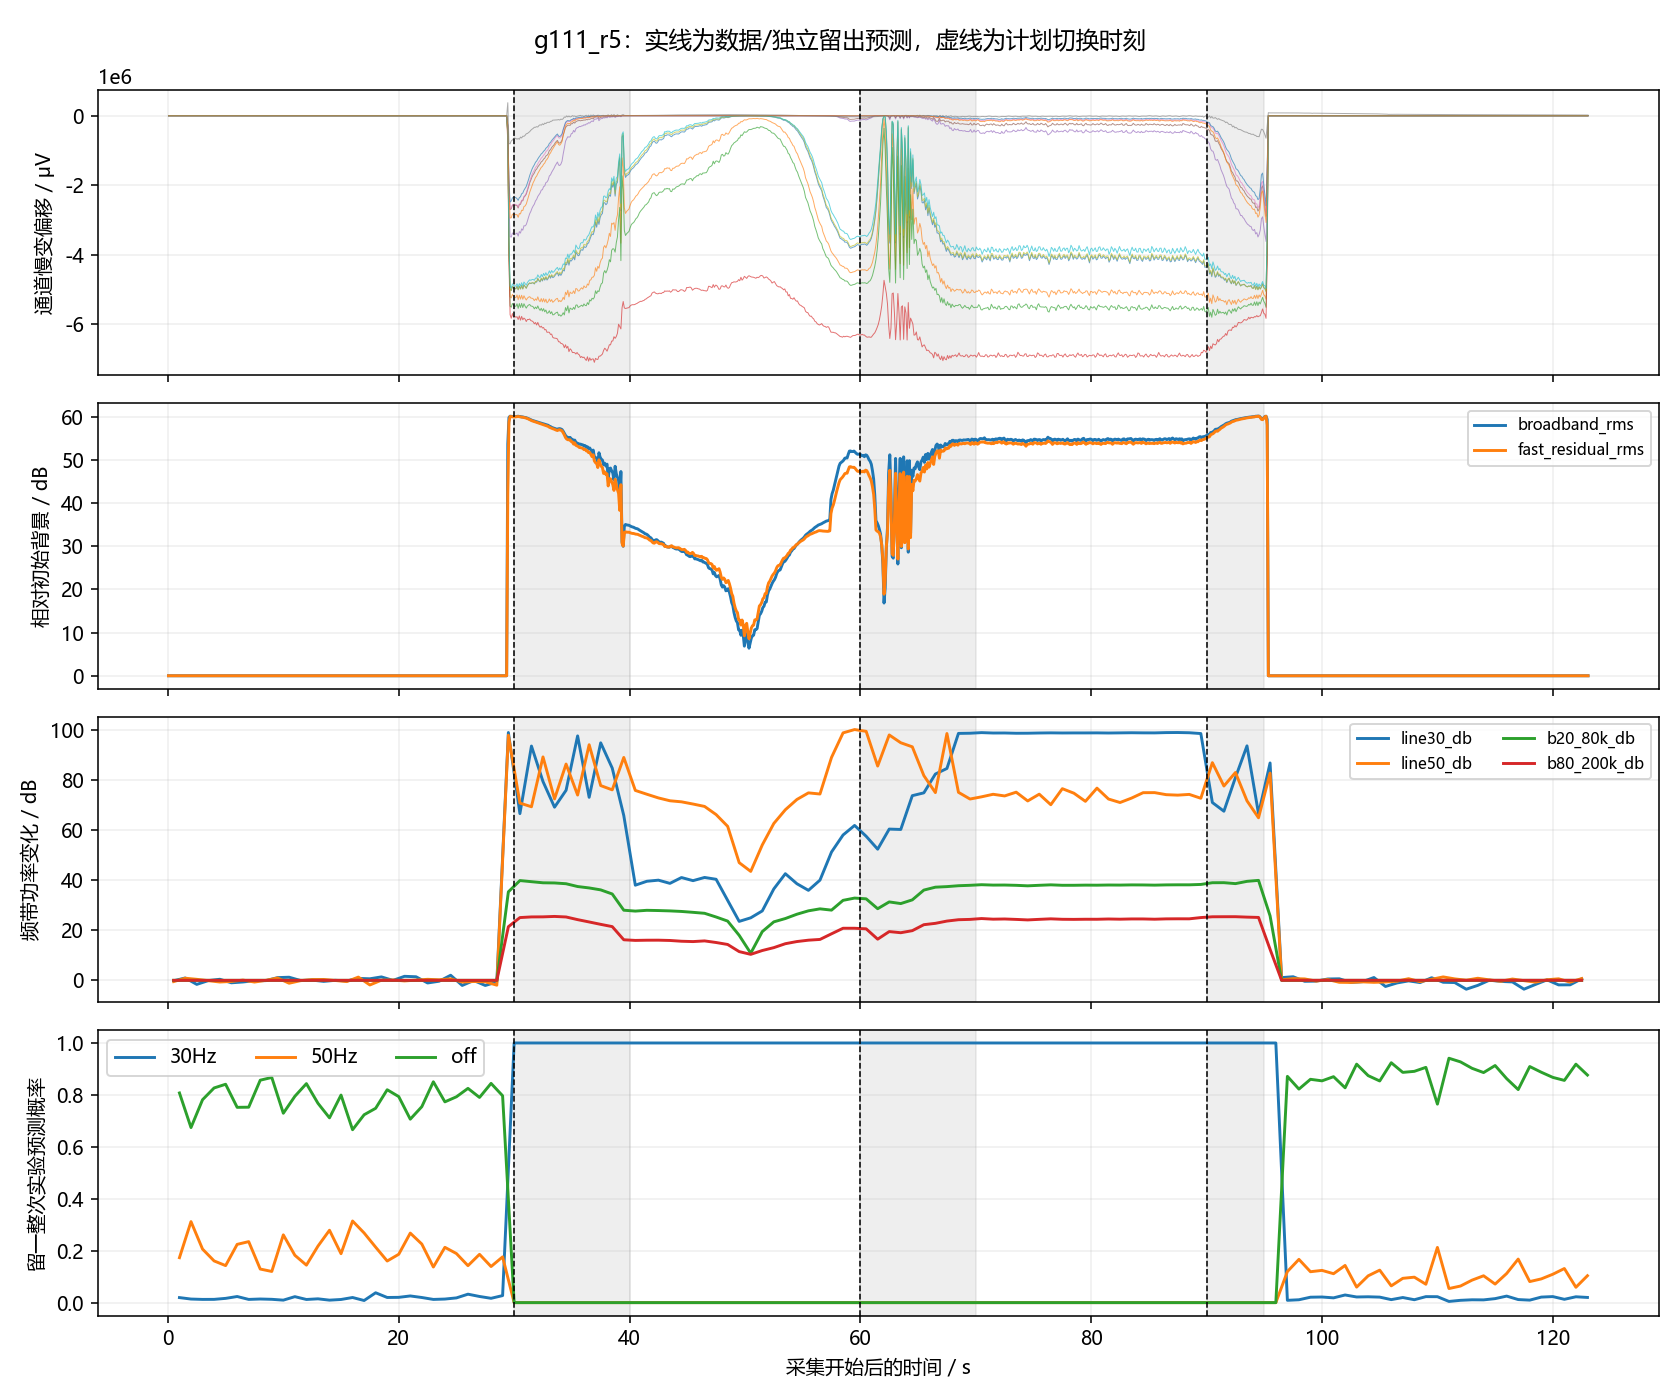 g111_r5：实线为数据/独立留出预测，虚线为计划切换时刻
1e6
通道慢变偏移 / μV
0
-2
-4
-6
相对初始背景 / dB
60
50
40
30
20
10
0
broadband_rms
fast_residual_rms
频带功率变化 / dB
100
80
60
40
20
0
line30_db
line50_db
b20_80k_db
b80_200k_db
留一整次实验预测概率
1.0
0.8
0.6
0.4
0.2
0.0
30Hz 50Hz off
0 20 40 60 80 100 120
采集开始后的时间 / s